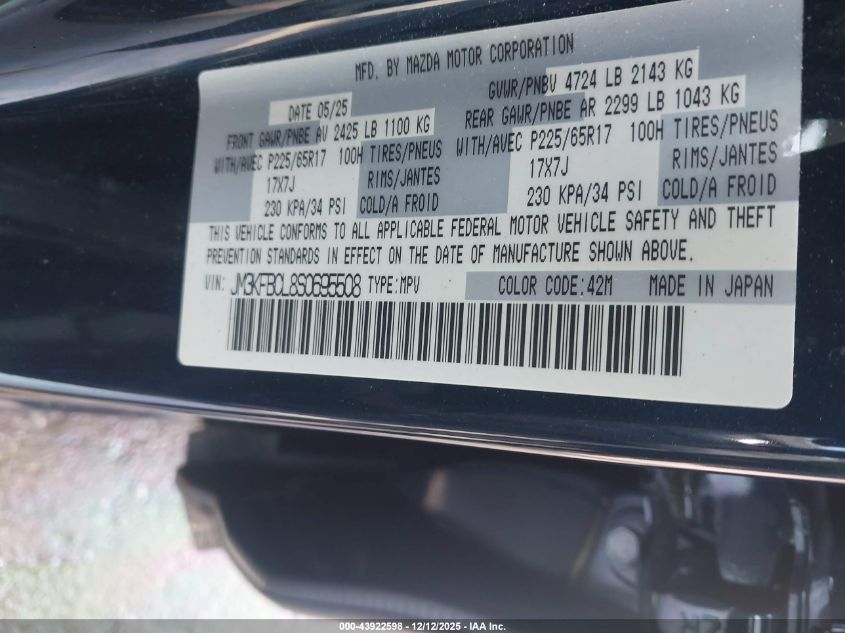 MFD. BY MAZDA MOTOR CORPORATION
DATE 05/25 GVWR/PNBV 4724 LB 2143 KG
FRONT GAWR/PNBE AV 2425 LB 1100 KG REAR GAWR/PNBE AR 2299 LB 1043 KG
WITH/AVEC P225/65R17 100H TIRES/PNEUS WITH/AVEC P225/65R17 100H TIRES/PNEUS
17X7J RIMS/JANTES 17X7J RIMS/JANTES
230 KPA/34 PSI COLD/A FROID 230 KPA/34 PSI COLD/A FROID
THIS VEHICLE CONFORMS TO ALL APPLICABLE FEDERAL MOTOR VEHICLE SAFETY AND THEFT
PREVENTION STANDARDS IN EFFECT ON THE DATE OF MANUFACTURE SHOWN ABOVE.
VIN: JM3KFBCL8S0695508 TYPE:MPV COLOR CODE:42M MADE IN JAPAN
000-43922598 - 12/12/2025 - IAA Inc.